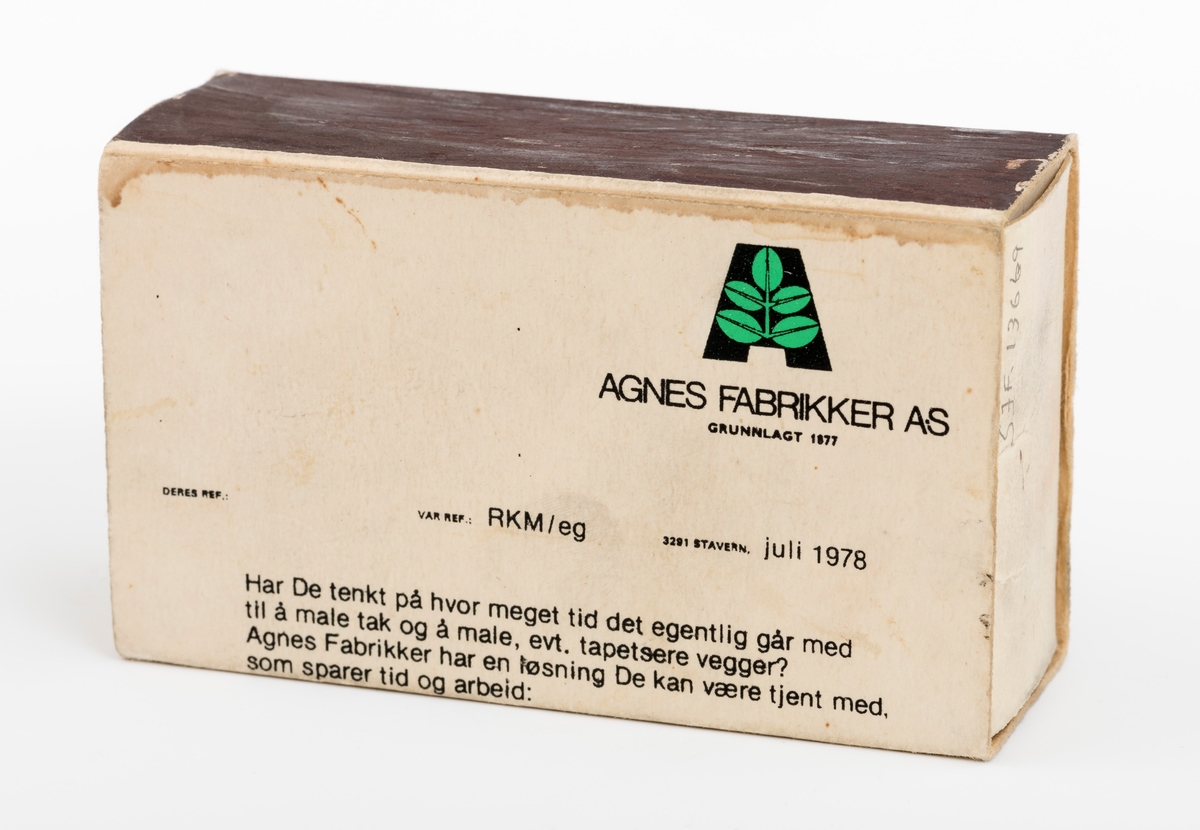 AGNES FABRIKKER A·S
GRUNNLAGT 1877
DERES REF.:
VAR REF.: RKM/eg
3291 STAVERN, juli 1978
Har De tenkt på hvor meget tid det egentlig går med
til å male tak og å male, evt. tapetsere vegger?
Agnes Fabrikker har en løsning De kan være tjent med,
som sparer tid og arbeid:
SJF. 13669